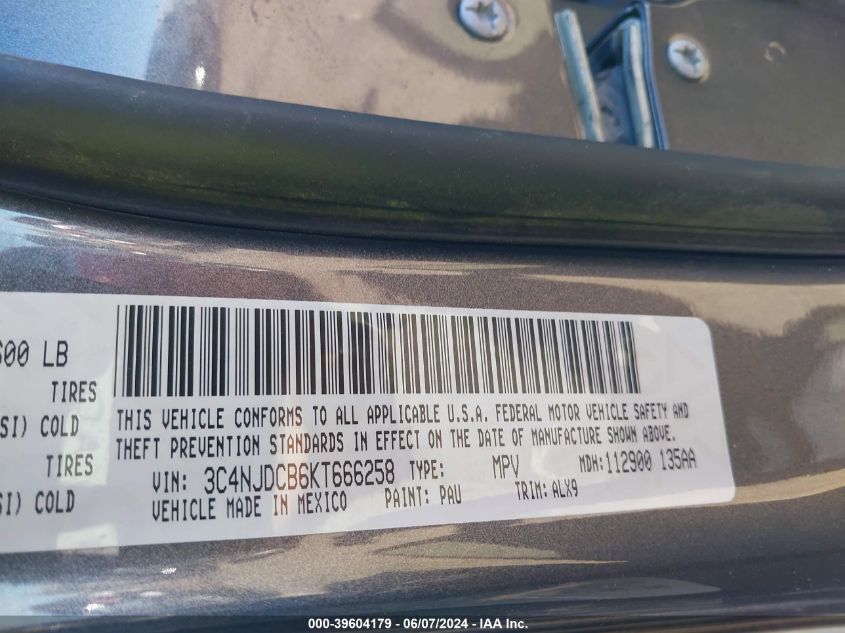 600 LB
TIRES
SI) COLD
TIRES
SI) COLD
THIS VEHICLE CONFORMS TO ALL APPLICABLE U.S.A. FEDERAL MOTOR VEHICLE SAFETY AND
THEFT PREVENTION STANDARDS IN EFFECT ON THE DATE OF MANUFACTURE SHOWN ABOVE.
VIN: 3C4NJDCB6KT666258 TYPE: MPV MDH:112900 135AA
VEHICLE MADE IN MEXICO PAINT: PAU TRIM: ALX9
000-39604179 - 06/07/2024 - IAA Inc.